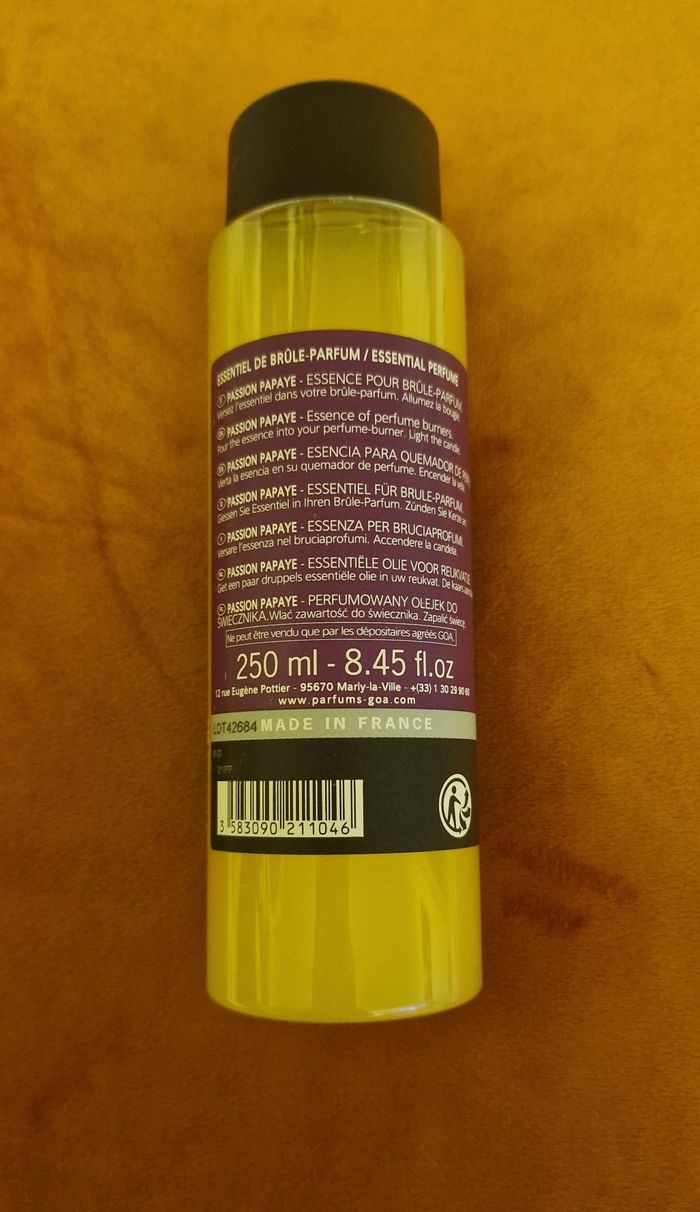 ESSENTIEL DE BRÛLE-PARFUM / ESSENTIAL PERFUME
F PASSION PAPAYE - ESSENCE POUR BRÛLE-PARFUM.
Versez l'essentiel dans votre brûle-parfum. Allumez la bougie.
GB PASSION PAPAYE - Essence of perfume burners.
Pour the essence into your perfume-burner. Light the candle.
ES PASSION PAPAYE - ESENCIA PARA QUEMADOR DE
Vierta la esencia en su quemador de perfume. Encender la vela.
D PASSION PAPAYE - ESSENTIEL FÜR BRULE-PARFUM.
Giessen Sie Essentiel in Ihren Brûle-Parfum. Zünden Sie Kerze an.
I PASSION PAPAYE - ESSENZA PER BRUCIAPROFUMI.
Versare l'essenza nel bruciaprofumi. Accendere la candela.
NL PASSION PAPAYE - ESSENTIËLE OLIE VOOR REUKVAT
Giet een paar druppels essentiële olie in uw reukvat. De kaars
PL PASSION PAPAYE - PERFUMOWANY OLEJEK DO
ŚWIECZNIKA.Wlać zawartość do świecznika. Zapalić świecę.
Ne peut être vendu que par les dépositaires agréés GOA.
250 ml - 8.45 fl.oz
12 rue Eugène Pottier - 95670 Marly-la-Ville - +(33) 1 30 29 90 60
www.parfums-goa.com
LOT42684 MADE IN FRANCE
3 583090 211046